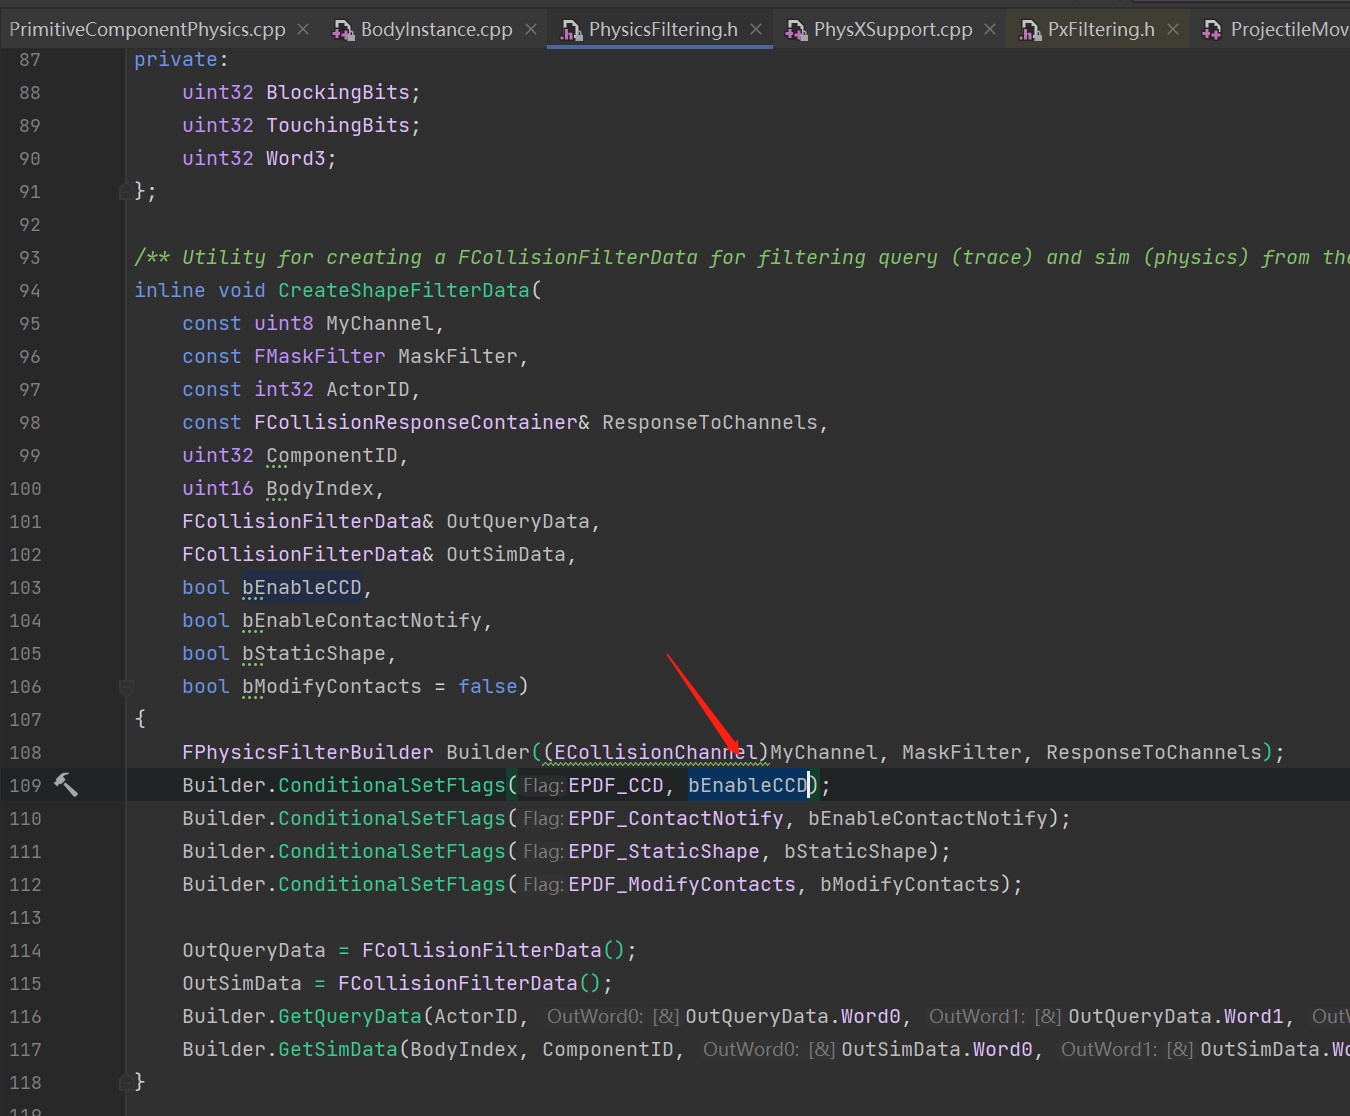 PrimitiveComponentPhysics.cpp BodyInstance.cpp PhysicsFiltering.h PhysXSupport.cpp PxFiltering.h ProjectileMov
87 private:
88 uint32 BlockingBits;
89 uint32 TouchingBits;
90 uint32 Word3;
91 };
92
93 /** Utility for creating a FCollisionFilterData for filtering query (trace) and sim (physics) from the
94 inline void CreateShapeFilterData(
95 const uint8 MyChannel,
96 const FMaskFilter MaskFilter,
97 const int32 ActorID,
98 const FCollisionResponseContainer& ResponseToChannels,
99 uint32 ComponentID,
100 uint16 BodyIndex,
101 FCollisionFilterData& OutQueryData,
102 FCollisionFilterData& OutSimData,
103 bool bEnableCCD,
104 bool bEnableContactNotify,
105 bool bStaticShape,
106 bool bModifyContacts = false)
107 {
108 FPhysicsFilterBuilder Builder((ECollisionChannel)MyChannel, MaskFilter, ResponseToChannels);
109 Builder.ConditionalSetFlags( Flag: EPDF_CCD, bEnableCCD);
110 Builder.ConditionalSetFlags( Flag: EPDF_ContactNotify, bEnableContactNotify);
111 Builder.ConditionalSetFlags( Flag: EPDF_StaticShape, bStaticShape);
112 Builder.ConditionalSetFlags( Flag: EPDF_ModifyContacts, bModifyContacts);
113
114 OutQueryData = FCollisionFilterData();
115 OutSimData = FCollisionFilterData();
116 Builder.GetQueryData(ActorID, OutWord0: [&] OutQueryData.Word0, OutWord1: [&] OutQueryData.Word1, OutW
117 Builder.GetSimData(BodyIndex, ComponentID, OutWord0: [&] OutSimData.Word0, OutWord1: [&] OutSimData.Wo
118 }
119